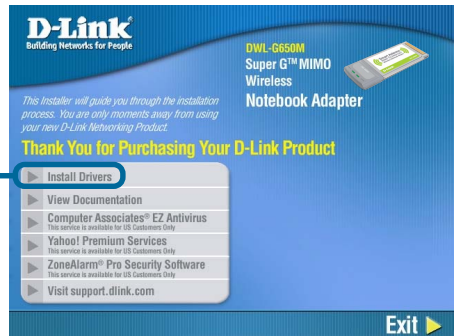 D-Link
Building Networks for People
DWL-G650M
Super G™ MIMO
Wireless
Notebook Adapter
This Installer will guide you through the installation
process. You are only moments away from using
your new D-Link Networking Product.
Thank You for Purchasing Your D-Link Product
Install Drivers
View Documentation
Computer Associates® EZ Antivirus
This service is available for US Customers Only
Yahoo! Premium Services
This service is available for US Customers Only
ZoneAlarm® Pro Security Software
This service is available for US Customers Only
Visit support.dlink.com
Exit